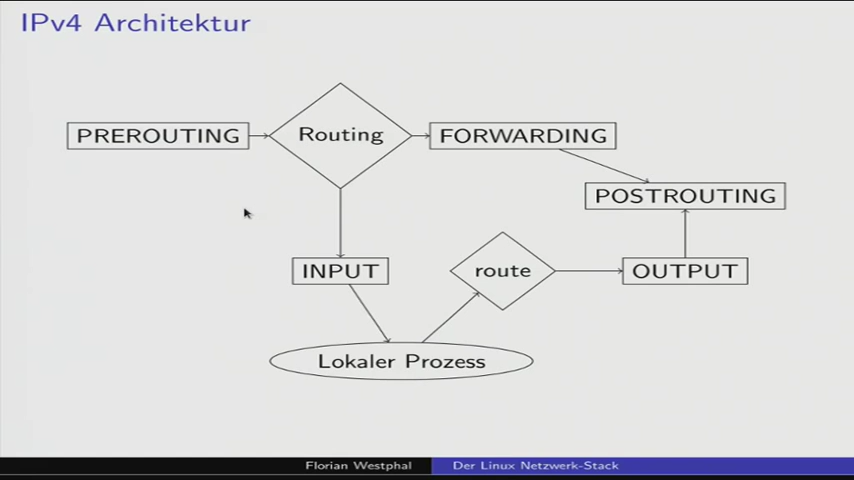 IPv4 Architektur
PREROUTING
Routing
FORWARDING
POSTROUTING
INPUT
route
OUTPUT
Lokaler Prozess
Florian Westphal
Der Linux Netzwerk-Stack